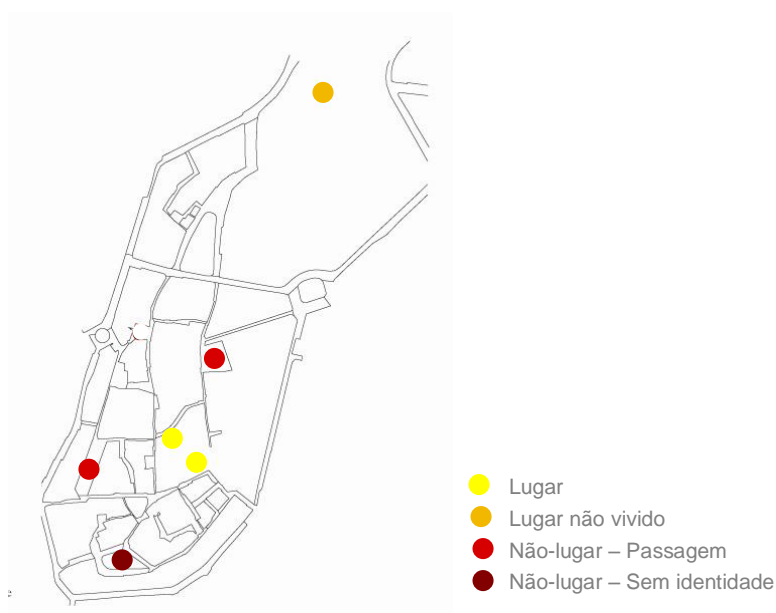 Lugar
Lugar não vivido
Não-lugar – Passagem
Não-lugar – Sem identidade